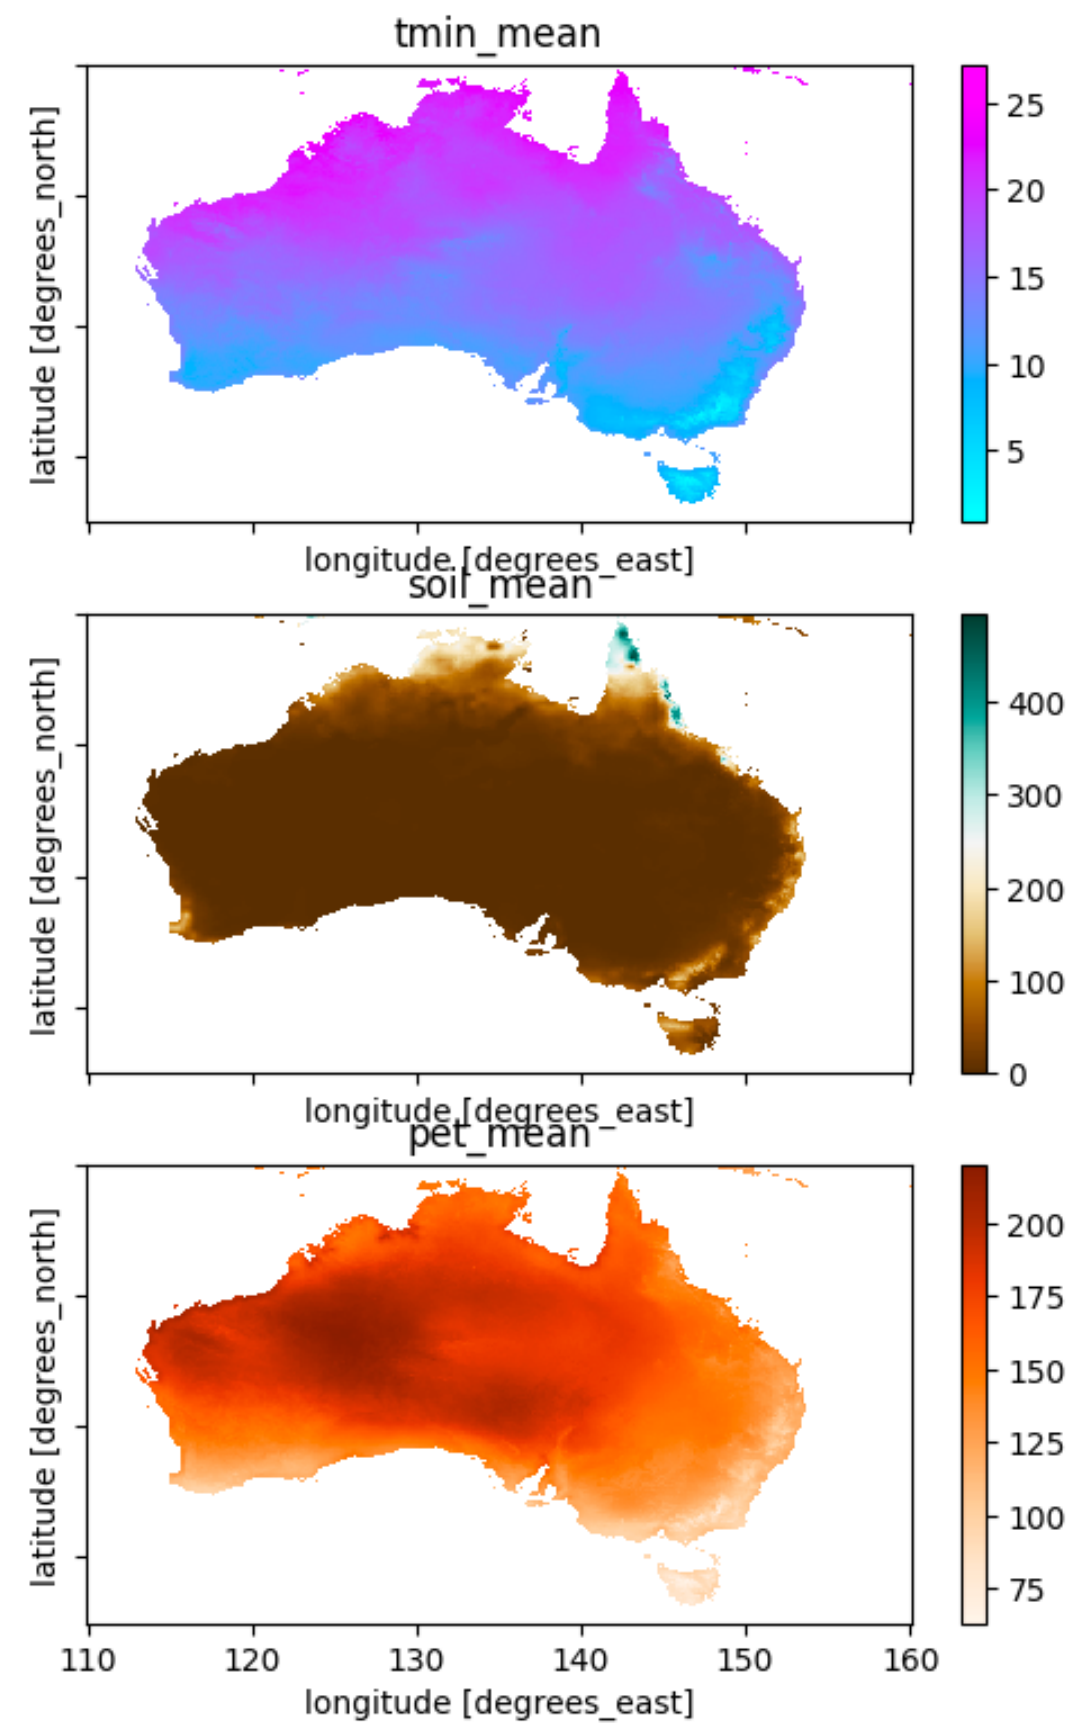 tmin_mean
25
20
15
10
5
latitude [degrees_north]
longitude [degrees_east]
soil_mean
400
300
200
100
0
latitude [degrees_north]
longitude [degrees_east]
pet_mean
200
175
150
125
100
75
latitude [degrees_north]
110 120 130 140 150 160
longitude [degrees_east]